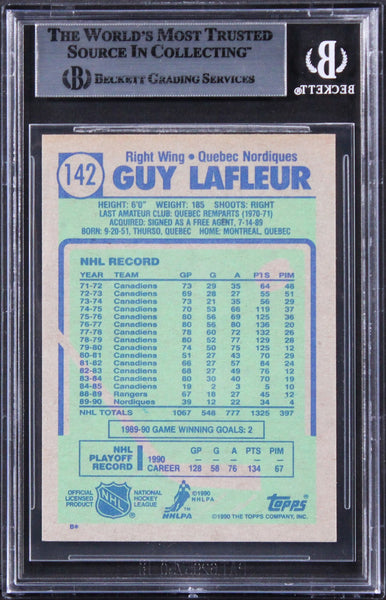 THE WORLD'S MOST TRUSTED
SOURCE IN COLLECTING™
BECKETT GRADING SERVICES
BECKETT
142
Right Wing • Quebec Nordiques
GUY LAFLEUR
HEIGHT: 6'0" WEIGHT: 185 SHOOTS: RIGHT
LAST AMATEUR CLUB: QUEBEC REMPARTS (1970-71)
ACQUIRED: SIGNED AS A FREE AGENT, 7-14-89
BORN: 9-20-51, THURSO, QUEBEC HOME: MONTREAL, QUEBEC
NHL RECORD
YEAR TEAM GP G A PTS PIM
71-72 Canadiens 73 29 35 64 48
72-73 Canadiens 69 28 27 55 51
73-74 Canadiens 73 21 35 56 29
74-75 Canadiens 70 53 66 119 37
75-76 Canadiens 80 56 69 125 36
76-77 Canadiens 80 56 80 136 20
77-78 Canadiens 78 60 72 132 26
78-79 Canadiens 80 52 77 129 28
79-80 Canadiens 74 50 75 125 12
80-81 Canadiens 51 27 43 70 29
81-82 Canadiens 66 27 57 84 24
82-83 Canadiens 68 27 49 76 12
83-84 Canadiens 80 30 40 70 19
84-85 Canadiens 19 2 3 5 10
88-89 Rangers 67 18 27 45 12
89-90 Nordiques 39 12 22 34 4
NHL TOTALS 1067 548 777 1325 397
1989-90 GAME WINNING GOALS: 2
NHL PLAYOFF RECORD
GP G A PTS PIM
1990
CAREER 128 58 76 134 67
OFFICIAL LICENSED PRODUCT
NHL
NATIONAL HOCKEY LEAGUE
©1990 NHLPA
NHLPA
topps
©1990 THE TOPPS COMPANY, INC.
B*